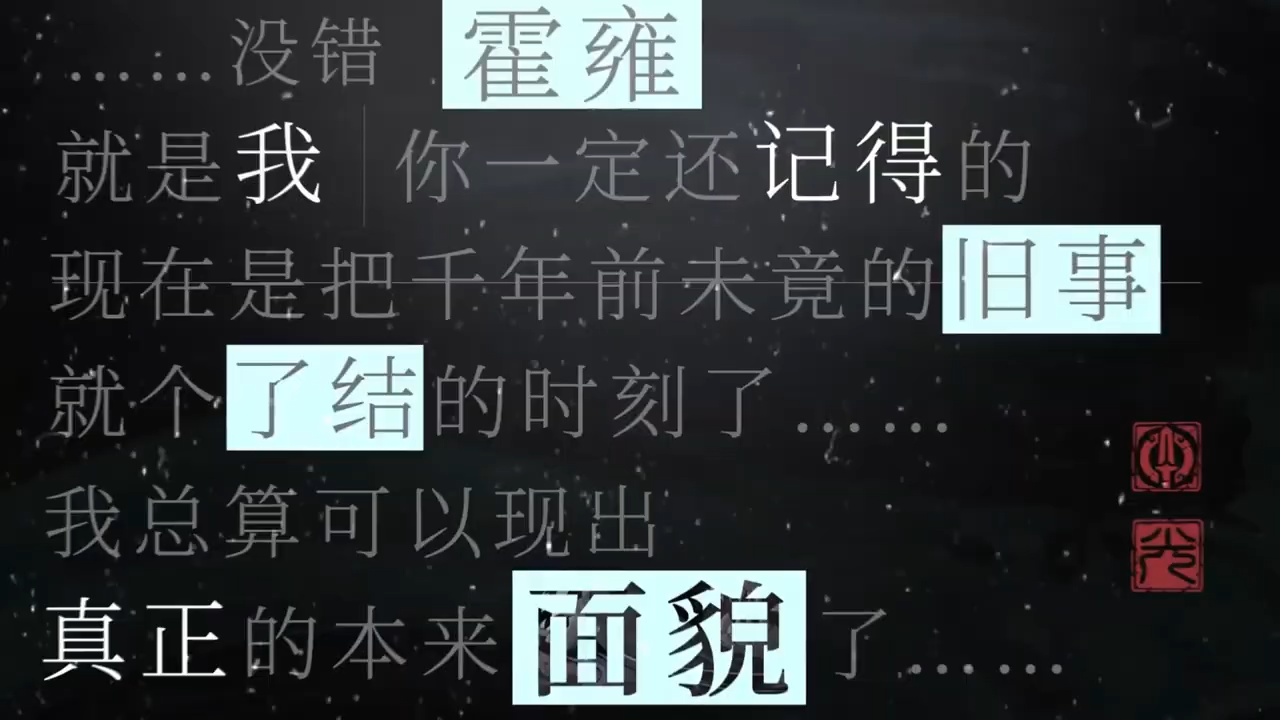 ……没错 霍雍
就是我 你一定还记得的
现在是把千年前未竟的旧事
就个了结的时刻了……
我总算可以现出
真正的本来面貌了……